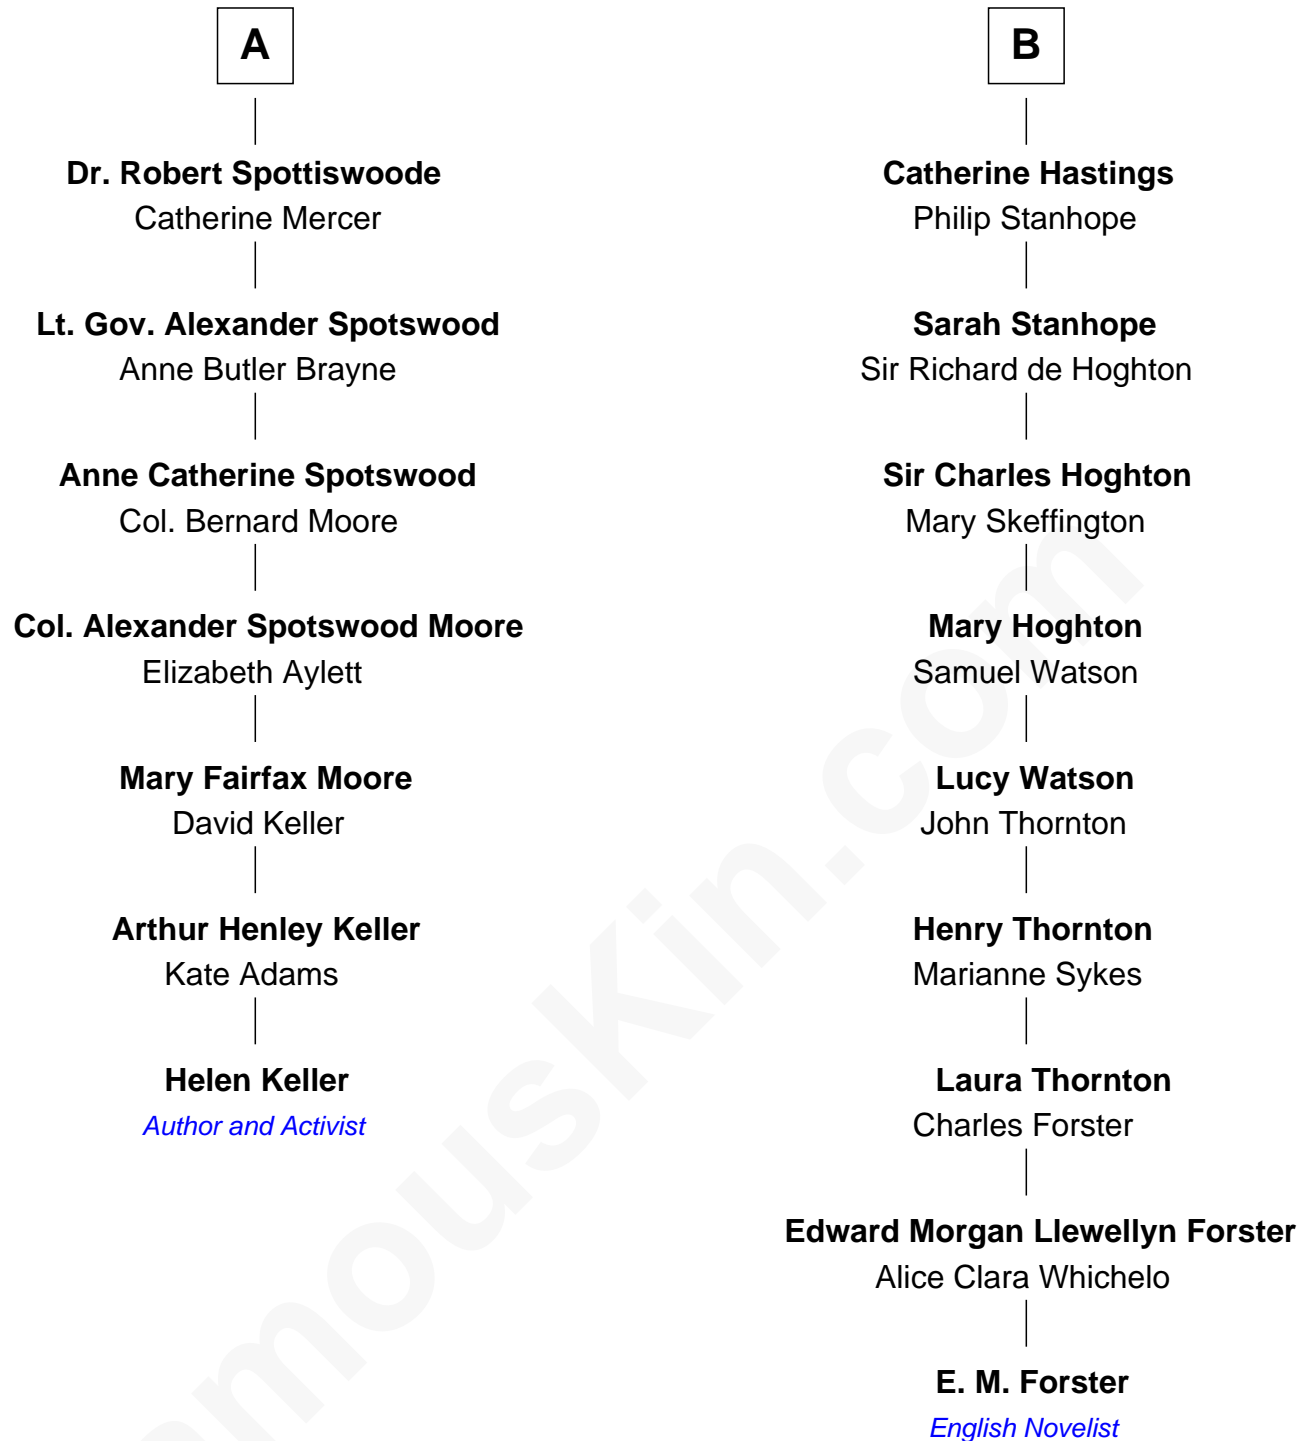 A
Dr. Robert Spottiswoode
Catherine Mercer
Lt. Gov. Alexander Spotswood
Anne Butler Brayne
Anne Catherine Spotswood
Col. Bernard Moore
Col. Alexander Spotswood Moore
Elizabeth Aylett
Mary Fairfax Moore
David Keller
Arthur Henley Keller
Kate Adams
Helen Keller
Author and Activist
B
Catherine Hastings
Philip Stanhope
Sarah Stanhope
Sir Richard de Hoghton
Sir Charles Hoghton
Mary Skeffington
Mary Hoghton
Samuel Watson
Lucy Watson
John Thornton
Henry Thornton
Marianne Sykes
Laura Thornton
Charles Forster
Edward Morgan Llewellyn Forster
Alice Clara Whichelo
E. M. Forster
English Novelist
amouskin.com